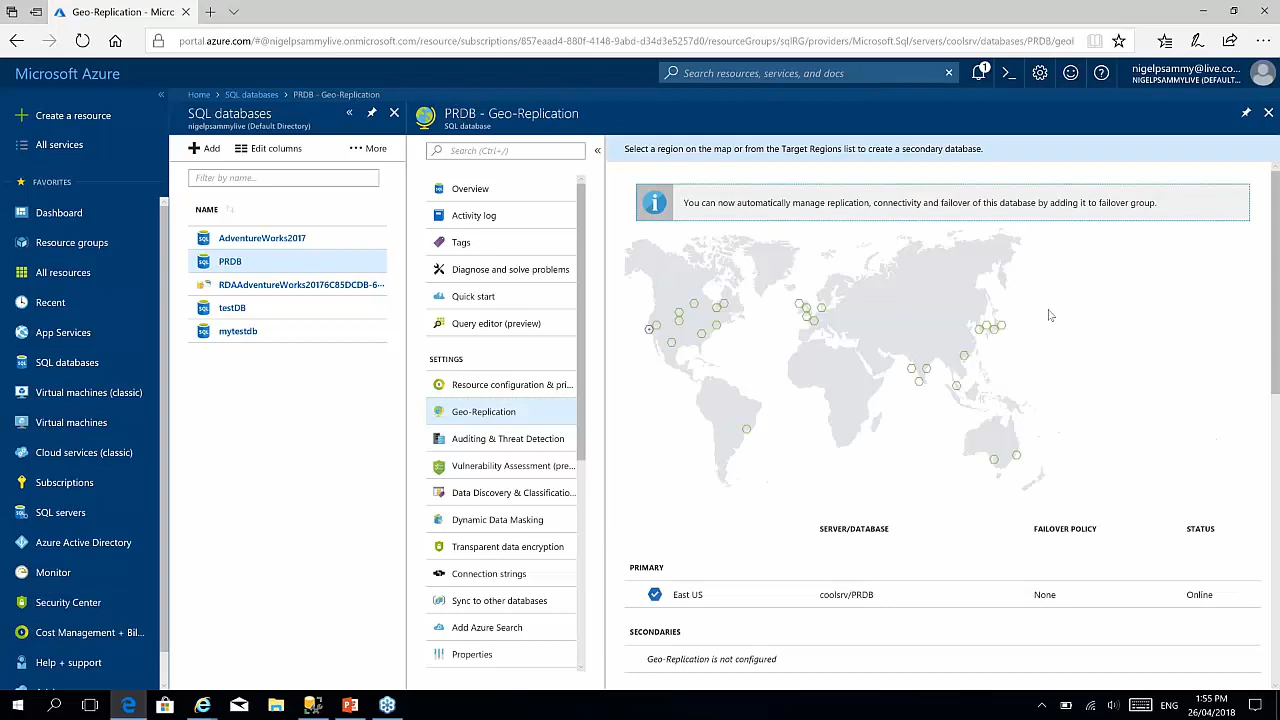 Geo-Replication - Micr
portal.azure.com/#@nigelpsammylive.onmicrosoft.com/resource/subscriptions/857eaad4-880f-4148-9abd-d34d3e5257d0/resourceGroups/sqlRG/providers/Microsoft.Sql/servers/coolsrv/databases/PRDB/geol
Microsoft Azure
Search resources, services, and docs
1
nigelpsammy@live.co...
NIGELPSAMMYLIVE (DEFAULT...
Home > SQL databases > PRDB - Geo-Replication
Create a resource
All services
FAVORITES
Dashboard
Resource groups
All resources
Recent
App Services
SQL databases
Virtual machines (classic)
Virtual machines
Cloud services (classic)
Subscriptions
SQL servers
Azure Active Directory
Monitor
Security Center
Cost Management + Bil...
Help + support
SQL databases
nigelpsammylive (Default Directory)
Add
Edit columns
More
Filter by name...
NAME
AdventureWorks2017
PRDB
RDAAdventureWorks20176C85DCDB-6...
testDB
mytestdb
PRDB - Geo-Replication
SQL database
Search (Ctrl+/)
Overview
Activity log
Tags
Diagnose and solve problems
Quick start
Query editor (preview)
SETTINGS
Resource configuration & pri...
Geo-Replication
Auditing & Threat Detection
Vulnerability Assessment (pre...
Data Discovery & Classificatio...
Dynamic Data Masking
Transparent data encryption
Connection strings
Sync to other databases
Add Azure Search
Properties
Select a region on the map or from the Target Regions list to create a secondary database.
You can now automatically manage replication, connectivity and failover of this database by adding it to failover group.
SERVER/DATABASE FAILOVER POLICY STATUS
PRIMARY
East US coolsrv/PRDB None Online
SECONDARIES
Geo-Replication is not configured
ENG
1:55 PM
26/04/2018